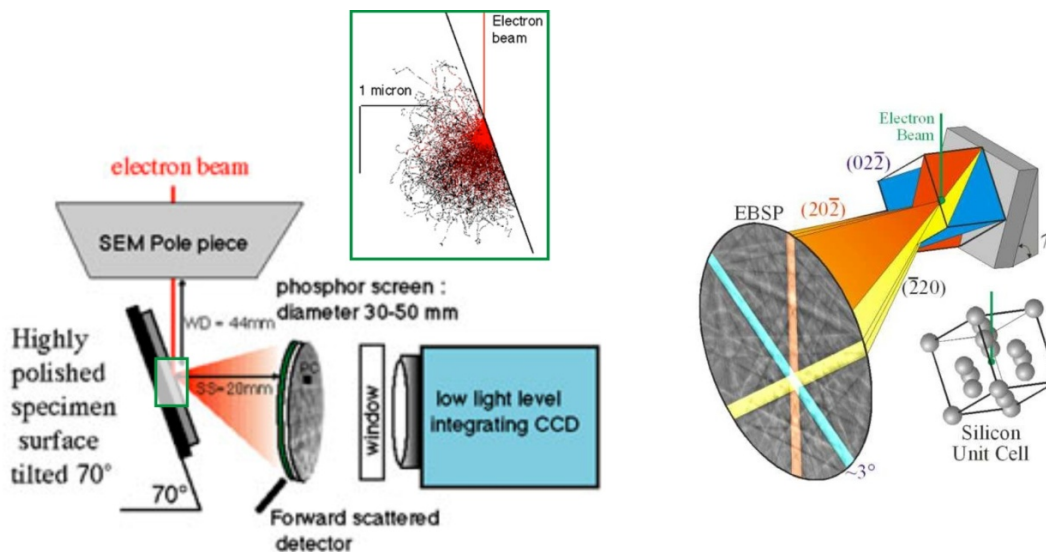 Electron
beam
1 micron
electron beam
SEM Pole piece
WD = 44mm
phosphor screen :
diameter 30-50 mm
Highly
polished
specimen
surface
tilted 70°
SS=20mm
PC
window
low light level
integrating CCD
70°
Forward scattered
detector
Electron
Beam
(022̅)
EBSP
(202̅)
(2̅20)
~3°
Silicon
Unit Cell